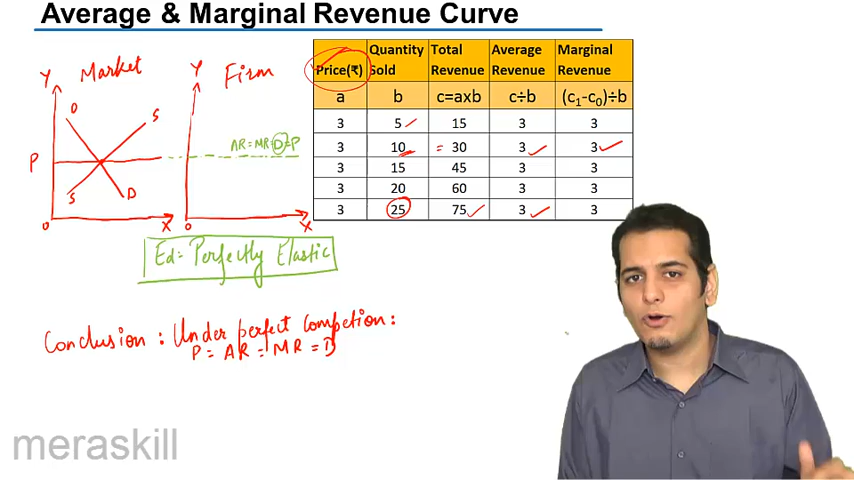 Average & Marginal Revenue Curve
Y Market
D
S
P
S
D
O
X
Y Firm
AR=MR=D=P
O
X
Price(₹) Quantity Sold Total Revenue Average Revenue Marginal Revenue
a b c=axb c÷b (c₁-c₀)÷b
3 5 15 3 3
3 10 = 30 3 3
3 15 45 3 3
3 20 60 3 3
3 25 75 3 3
Ed= Perfectly Elastic
Conclusion : Under perfect competion :
P = AR = MR = D
meraskill